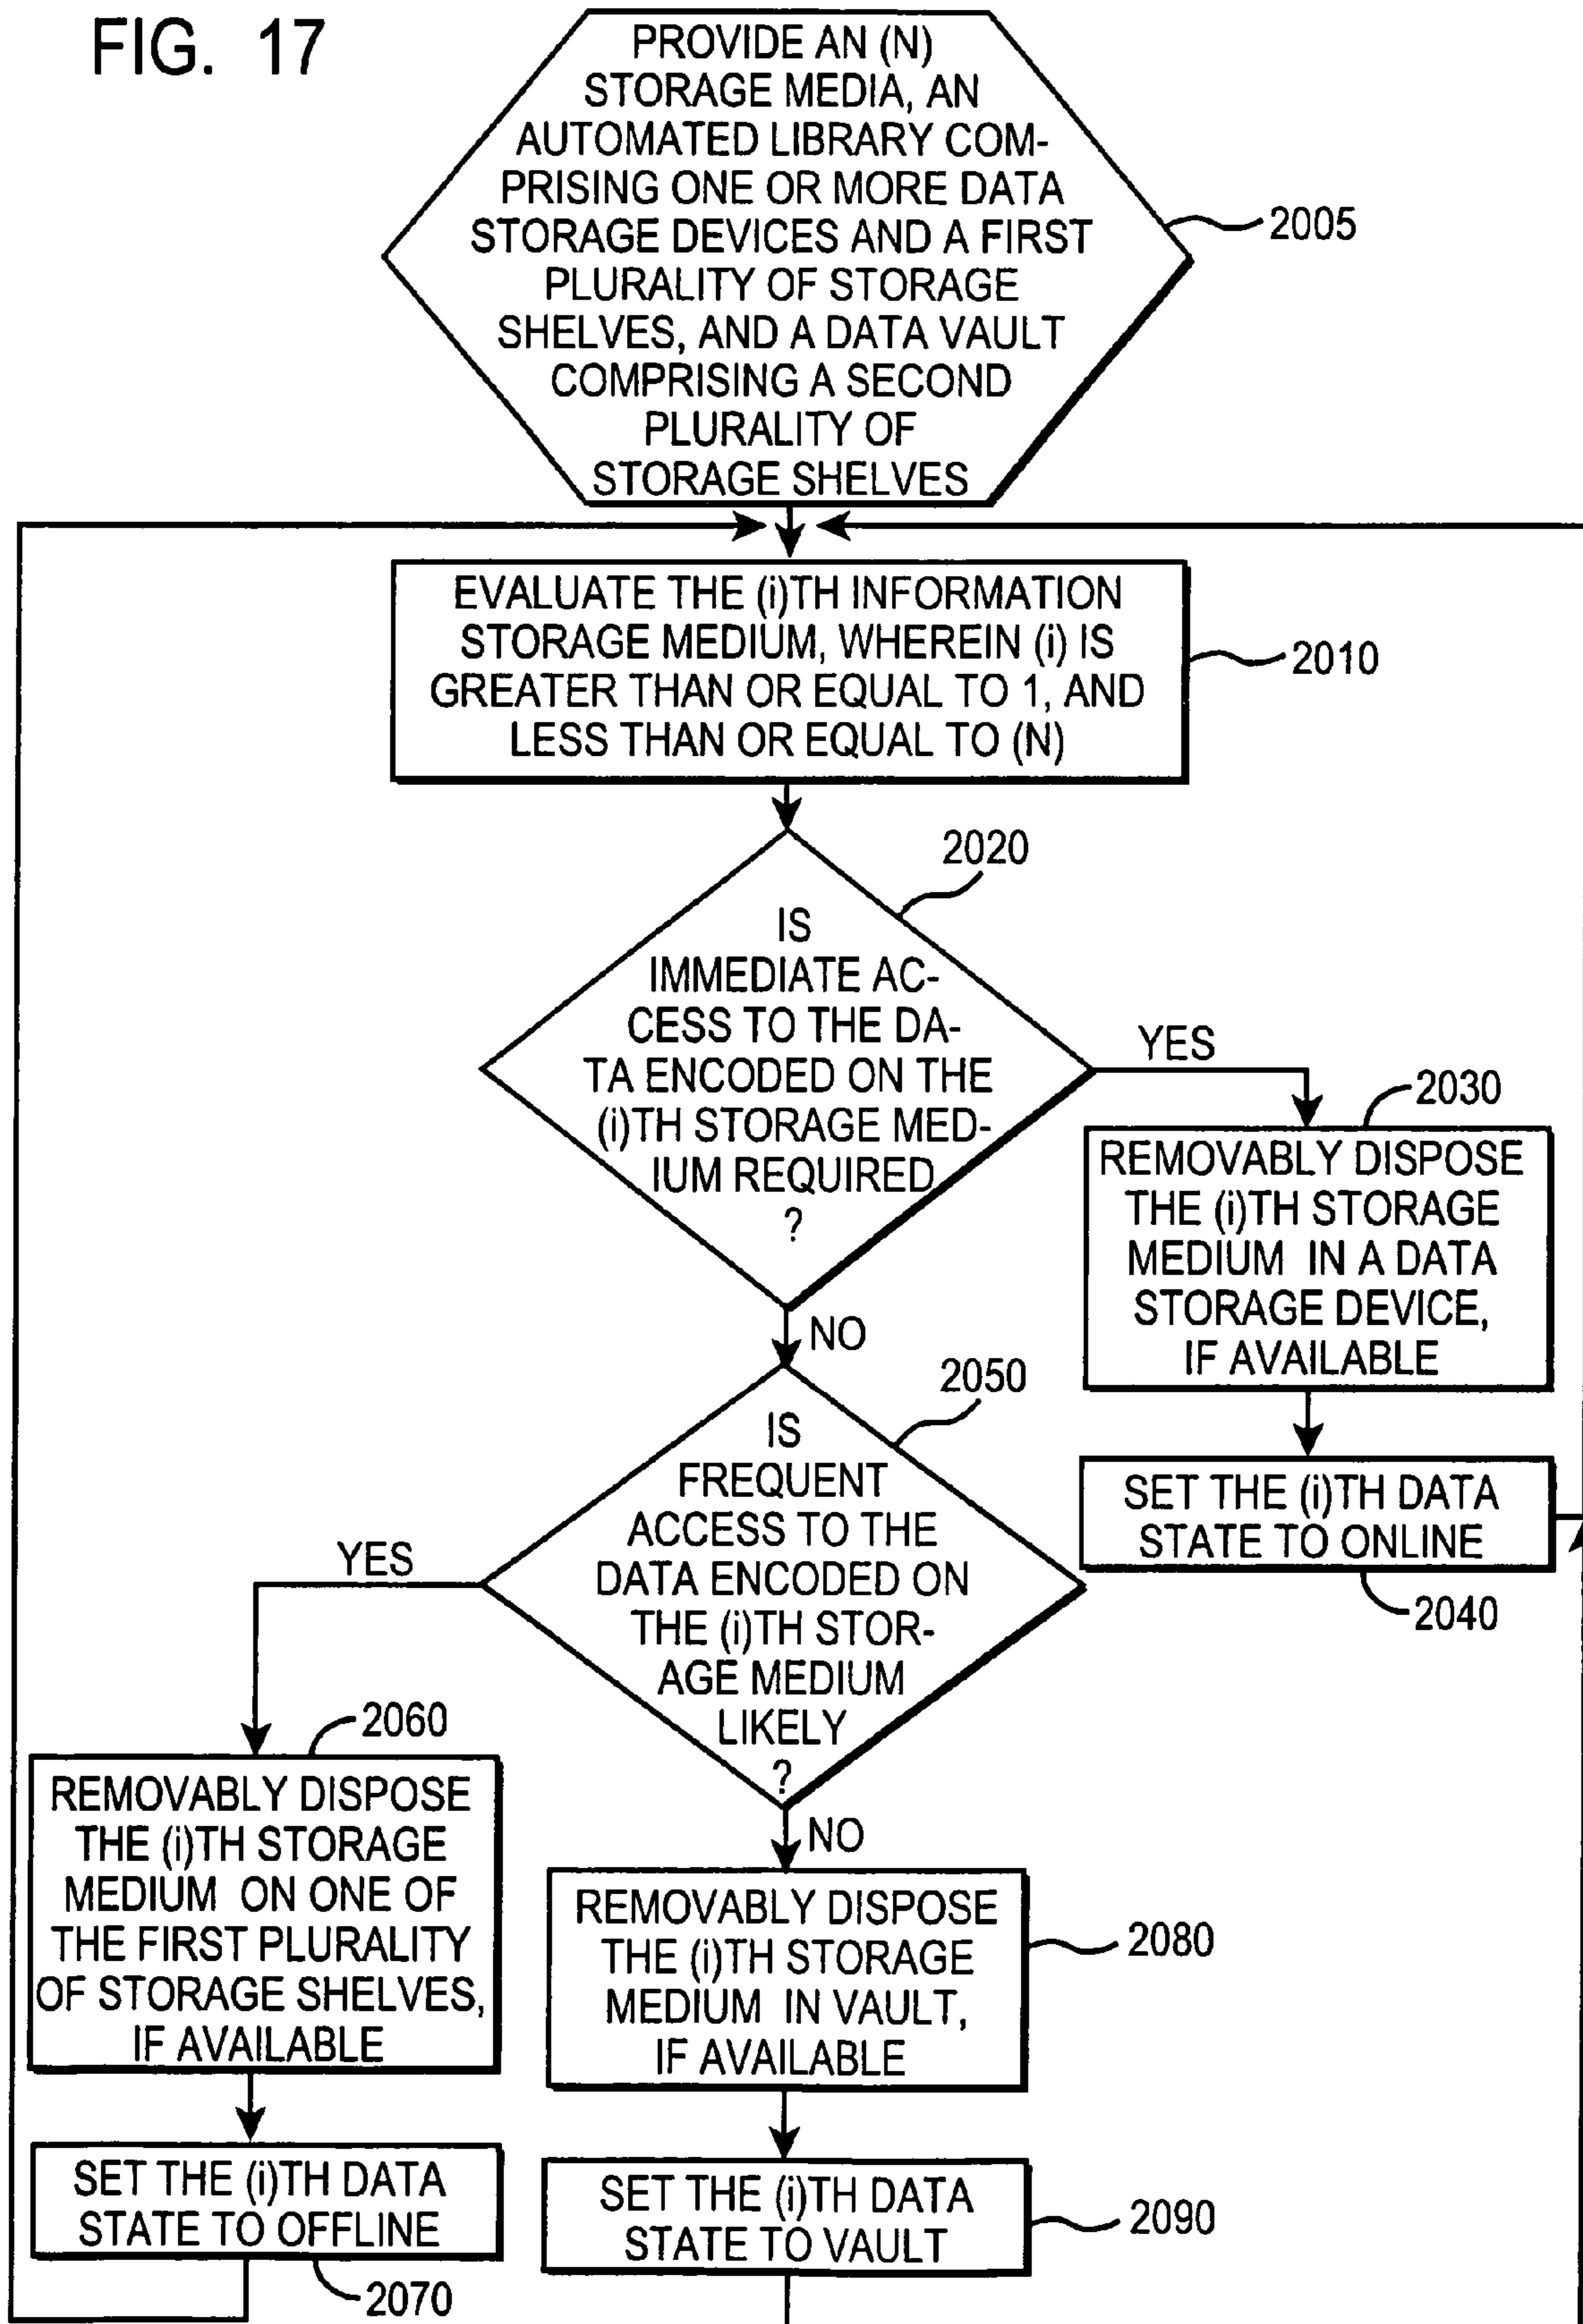 FIG. 17
PROVIDE AN (N)
STORAGE MEDIA, AN
AUTOMATED LIBRARY COM-
PRISING ONE OR MORE DATA
STORAGE DEVICES AND A FIRST
PLURALITY OF STORAGE
SHELVES, AND A DATA VAULT
COMPRISING A SECOND
PLURALITY OF
STORAGE SHELVES
2005
EVALUATE THE (i)TH INFORMATION
STORAGE MEDIUM, WHEREIN (i) IS
GREATER THAN OR EQUAL TO 1, AND
LESS THAN OR EQUAL TO (N)
2010
2020
IS
IMMEDIATE AC-
CESS TO THE DA-
TA ENCODED ON THE
(i)TH STORAGE MED-
IUM REQUIRED
?
YES
NO
2030
REMOVABLY DISPOSE
THE (i)TH STORAGE
MEDIUM IN A DATA
STORAGE DEVICE,
IF AVAILABLE
SET THE (i)TH DATA
STATE TO ONLINE
2040
2050
IS
FREQUENT
ACCESS TO THE
DATA ENCODED ON
THE (i)TH STOR-
AGE MEDIUM
LIKELY
?
YES
NO
2060
REMOVABLY DISPOSE
THE (i)TH STORAGE
MEDIUM ON ONE OF
THE FIRST PLURALITY
OF STORAGE SHELVES,
IF AVAILABLE
SET THE (i)TH DATA
STATE TO OFFLINE
2070
REMOVABLY DISPOSE
THE (i)TH STORAGE
MEDIUM IN VAULT,
IF AVAILABLE
2080
SET THE (i)TH DATA
STATE TO VAULT
2090